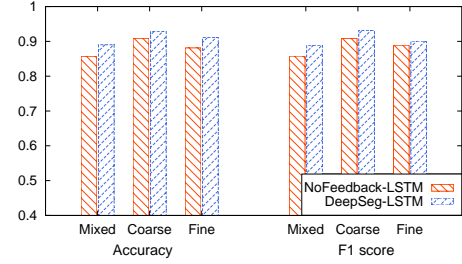 1
0.9
0.8
0.7
0.6
0.5
0.4
NoFeedback-LSTM
DeepSeg-LSTM
Mixed Coarse Fine Mixed Coarse Fine
Accuracy F1 score